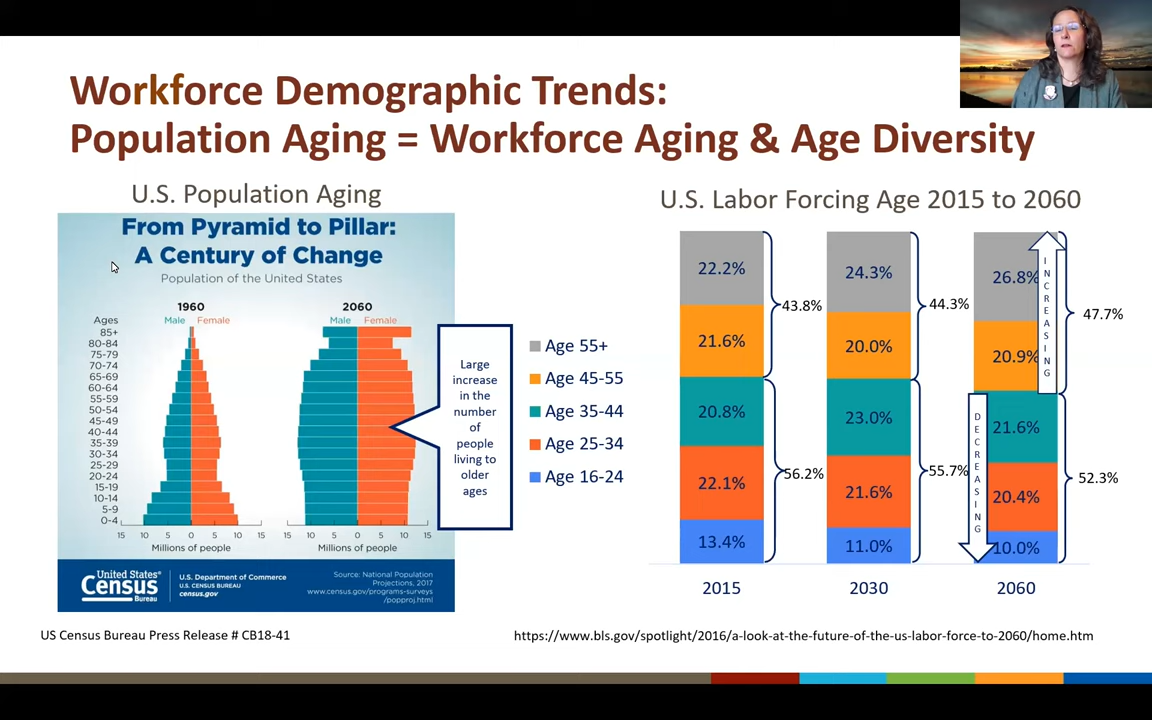 Workforce Demographic Trends:
Population Aging = Workforce Aging & Age Diversity
U.S. Population Aging
From Pyramid to Pillar:
A Century of Change
Population of the United States
1960
2060
Ages
Male
Female
Male
Female
85+
80-84
75-79
70-74
65-69
60-64
55-59
50-54
45-49
40-44
35-39
30-34
25-29
20-24
15-19
10-14
5-9
0-4
15 10 5 0 5 10 15
15 10 5 0 5 10 15
Millions of people
Millions of people
Large
increase
in the
number
of
people
living to
older
ages
United States®
Census
Bureau
U.S. Department of Commerce
U.S. CENSUS BUREAU
census.gov
Source: National Population
Projections, 2017
www.census.gov/programs-surveys
/popproj.html
US Census Bureau Press Release # CB18-41
U.S. Labor Forcing Age 2015 to 2060
Age 55+
Age 45-55
Age 35-44
Age 25-34
Age 16-24
22.2%
21.6%
20.8%
22.1%
13.4%
43.8%
56.2%
2015
24.3%
20.0%
23.0%
21.6%
11.0%
44.3%
55.7%
2030
26.8%
20.9%
21.6%
20.4%
10.0%
INCREASING
DECREASING
47.7%
52.3%
2060
https://www.bls.gov/spotlight/2016/a-look-at-the-future-of-the-us-labor-force-to-2060/home.htm